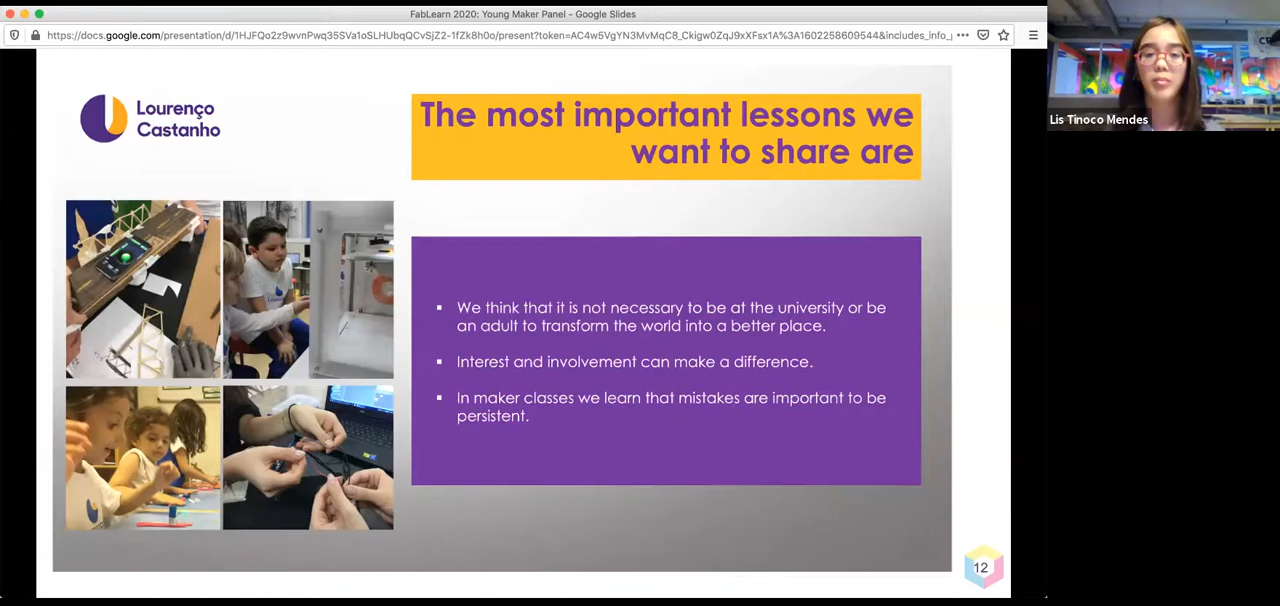 FabLearn 2020: Young Maker Panel - Google Slides
https://docs.google.com/presentation/d/1HJFQo2z9wvnPwq35SVa1oSLHUbqQCvSjZ2-1fZk8h0o/present?token=AC4w5VgYN3MvMqC8_Ckigw0ZqJ9xXFsx1A%3A1602258609544&includes_info_
Lis Tinoco Mendes
Lourenço
Castanho
The most important lessons we
want to share are
▪ We think that it is not necessary to be at the university or be
an adult to transform the world into a better place.
▪ Interest and involvement can make a difference.
▪ In maker classes we learn that mistakes are important to be
persistent.
12